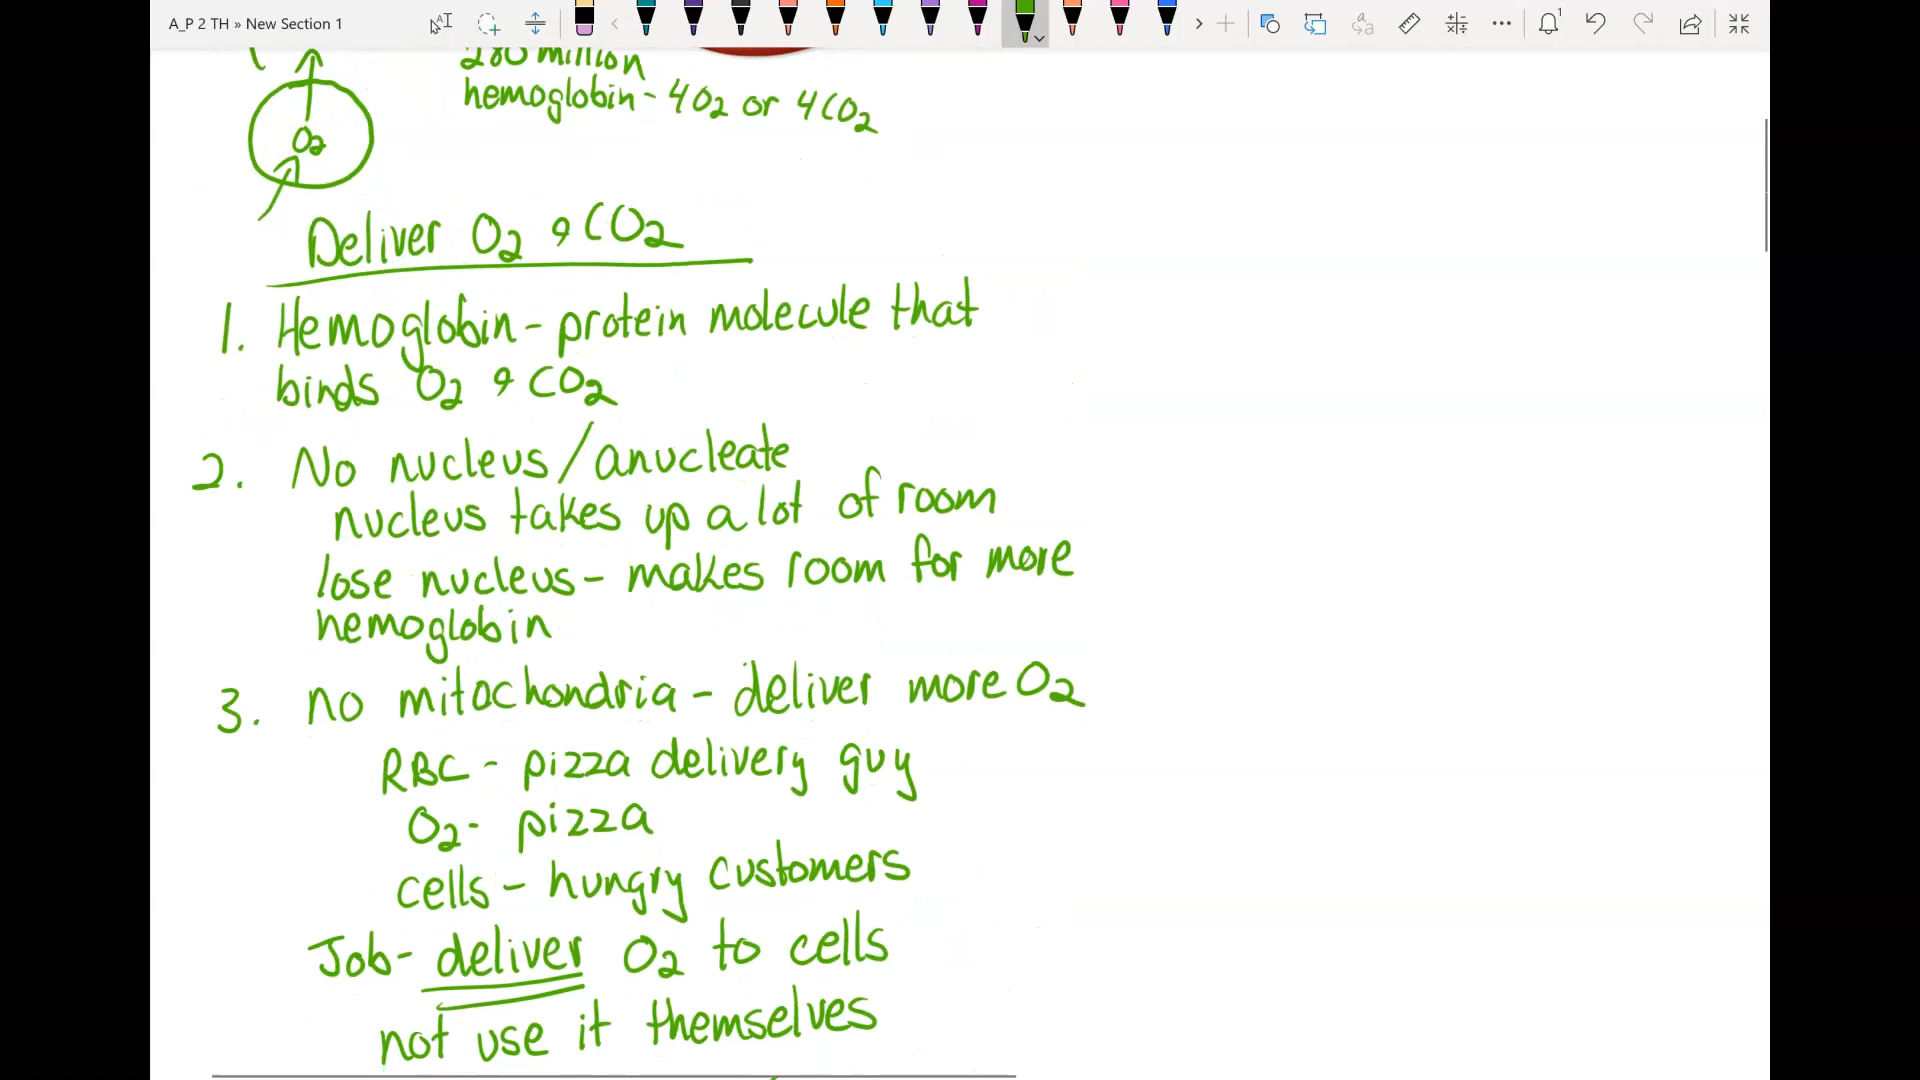 A_P 2 TH » New Section 1
280 million
hemoglobin - 4O₂ or 4CO₂
O₂
Deliver O₂ & CO₂
1. Hemoglobin - protein molecule that
binds O₂ & CO₂
2. No nucleus/anucleate
nucleus takes up a lot of room
lose nucleus - makes room for more
hemoglobin
3. no mitochondria - deliver more O₂
RBC - pizza delivery guy
O₂ - pizza
cells - hungry customers
Job - deliver O₂ to cells
not use it themselves